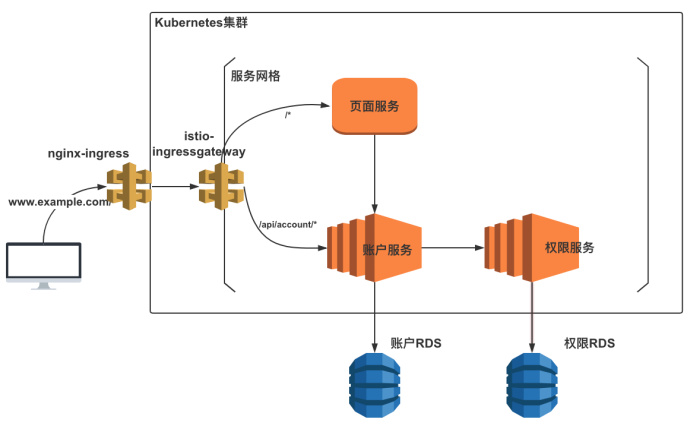 Kubernetes集群
服务网格
页面服务
/*
istio-
ingressgateway
nginx-ingress
www.example.com/
/api/account/*
账户服务
权限服务
账户RDS
权限RDS